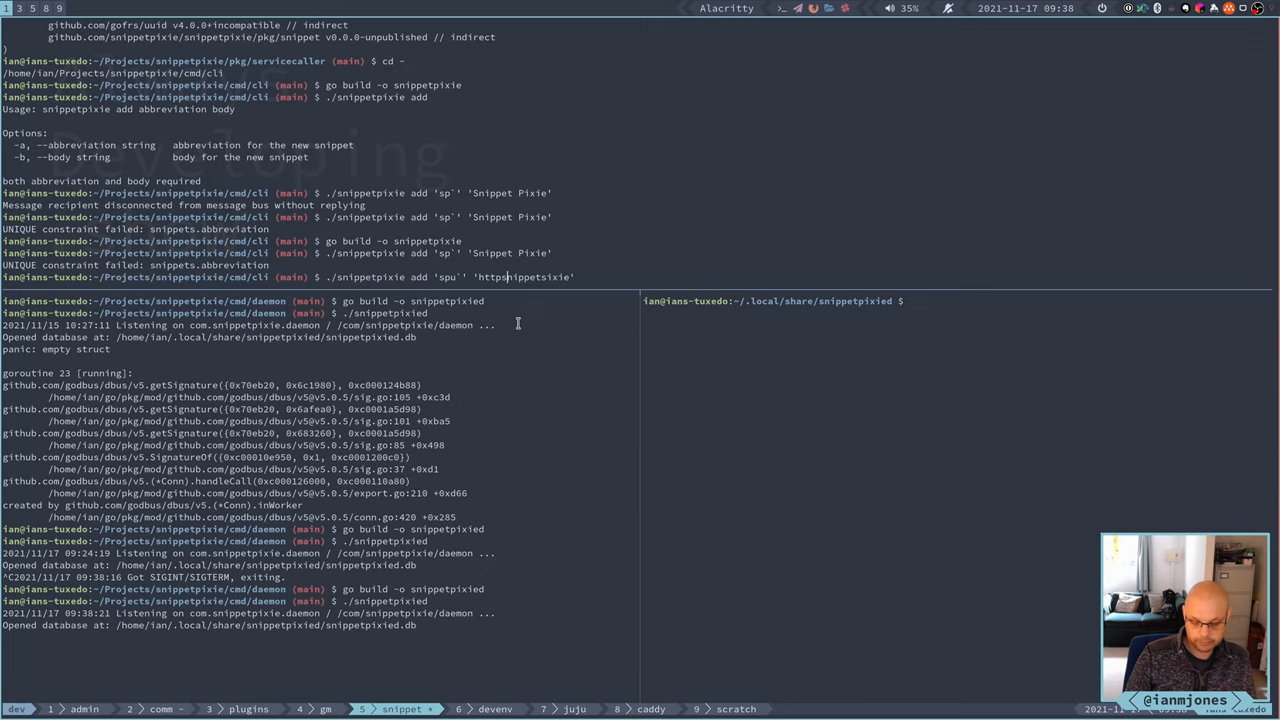 1 3 5 8 9
Alacritty
35%
2021-11-17 09:38
github.com/gofrs/uuid v4.0.0+incompatible // indirect
github.com/snippetpixie/snippetpixie/pkg/snippet v0.0.0-unpublished // indirect
)
ian@ians-tuxedo:~/Projects/snippetpixie/pkg/servicecaller (main) $ cd -
/home/ian/Projects/snippetpixie/cmd/cli
ian@ians-tuxedo:~/Projects/snippetpixie/cmd/cli (main) $ go build -o snippetpixie
ian@ians-tuxedo:~/Projects/snippetpixie/cmd/cli (main) $ ./snippetpixie add
Usage: snippetpixie add abbreviation body
Options:
-a, --abbreviation string abbreviation for the new snippet
-b, --body string body for the new snippet
Developing
both abbreviation and body required
ian@ians-tuxedo:~/Projects/snippetpixie/cmd/cli (main) $ ./snippetpixie add 'sp`' 'Snippet Pixie'
Message recipient disconnected from message bus without replying
ian@ians-tuxedo:~/Projects/snippetpixie/cmd/cli (main) $ ./snippetpixie add 'sp`' 'Snippet Pixie'
UNIQUE constraint failed: snippets.abbreviation
ian@ians-tuxedo:~/Projects/snippetpixie/cmd/cli (main) $ go build -o snippetpixie
ian@ians-tuxedo:~/Projects/snippetpixie/cmd/cli (main) $ ./snippetpixie add 'sp`' 'Snippet Pixie'
UNIQUE constraint failed: snippets.abbreviation
ian@ians-tuxedo:~/Projects/snippetpixie/cmd/cli (main) $ ./snippetpixie add 'spu`' 'httpsnippetsixie'
ian@ians-tuxedo:~/Projects/snippetpixie/cmd/daemon (main) $ go build -o snippetpixied
ian@ians-tuxedo:~/Projects/snippetpixie/cmd/daemon (main) $ ./snippetpixied
2021/11/15 10:27:11 Listening on com.snippetpixie.daemon / /com/snippetpixie/daemon ...
Opened database at: /home/ian/.local/share/snippetpixied/snippetpixied.db
panic: empty struct
goroutine 23 [running]:
github.com/godbus/dbus/v5.getSignature({0x70eb20, 0x6c1980}, 0xc000124b88)
/home/ian/go/pkg/mod/github.com/godbus/dbus/v5@v5.0.5/sig.go:105 +0xc3d
github.com/godbus/dbus/v5.getSignature({0x70eb20, 0x6afea0}, 0xc0001a5d98)
/home/ian/go/pkg/mod/github.com/godbus/dbus/v5@v5.0.5/sig.go:101 +0xba5
github.com/godbus/dbus/v5.getSignature({0x70eb20, 0x683260}, 0xc0001a5d98)
/home/ian/go/pkg/mod/github.com/godbus/dbus/v5@v5.0.5/sig.go:85 +0x498
github.com/godbus/dbus/v5.SignatureOf({0xc00010e950, 0x1, 0xc0001200c0})
/home/ian/go/pkg/mod/github.com/godbus/dbus/v5@v5.0.5/sig.go:37 +0xd1
github.com/godbus/dbus/v5.(*Conn).handleCall(0xc000126000, 0xc000110a80)
/home/ian/go/pkg/mod/github.com/godbus/dbus/v5@v5.0.5/export.go:210 +0xd66
created by github.com/godbus/dbus/v5.(*Conn).inWorker
/home/ian/go/pkg/mod/github.com/godbus/dbus/v5@v5.0.5/conn.go:420 +0x285
ian@ians-tuxedo:~/Projects/snippetpixie/cmd/daemon (main) $ go build -o snippetpixied
ian@ians-tuxedo:~/Projects/snippetpixie/cmd/daemon (main) $ ./snippetpixied
2021/11/17 09:24:19 Listening on com.snippetpixie.daemon / /com/snippetpixie/daemon ...
Opened database at: /home/ian/.local/share/snippetpixied/snippetpixied.db
^C2021/11/17 09:38:16 Got SIGINT/SIGTERM, exiting.
ian@ians-tuxedo:~/Projects/snippetpixie/cmd/daemon (main) $ go build -o snippetpixied
ian@ians-tuxedo:~/Projects/snippetpixie/cmd/daemon (main) $ ./snippetpixied
2021/11/17 09:38:21 Listening on com.snippetpixie.daemon / /com/snippetpixie/daemon ...
Opened database at: /home/ian/.local/share/snippetpixied/snippetpixied.db
ian@ians-tuxedo:~/.local/share/snippetpixied $
@ianmjones
dev 1 admin 2 comm - 3 plugins 4 gm 5 snippet * 6 devenv 7 juju 8 caddy 9 scratch